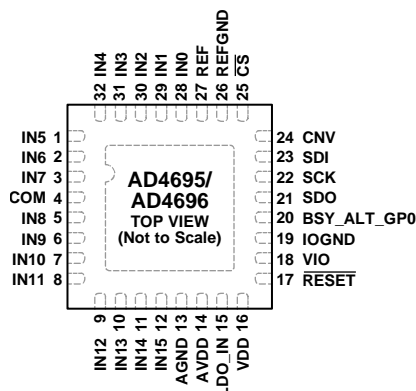 32 IN4
31 IN3
30 IN2
29 IN1
28 IN0
27 REF
26 REFGND
25 CS
IN5 1
IN6 2
IN7 3
COM 4
IN8 5
IN9 6
IN10 7
IN11 8
AD4695/
AD4696
TOP VIEW
(Not to Scale)
24 CNV
23 SDI
22 SCK
21 SDO
20 BSY_ALT_GP0
19 IOGND
18 VIO
17 RESET
IN12 9
IN13 10
IN14 11
IN15 12
AGND 13
AVDD 14
LDO_IN 15
VDD 16